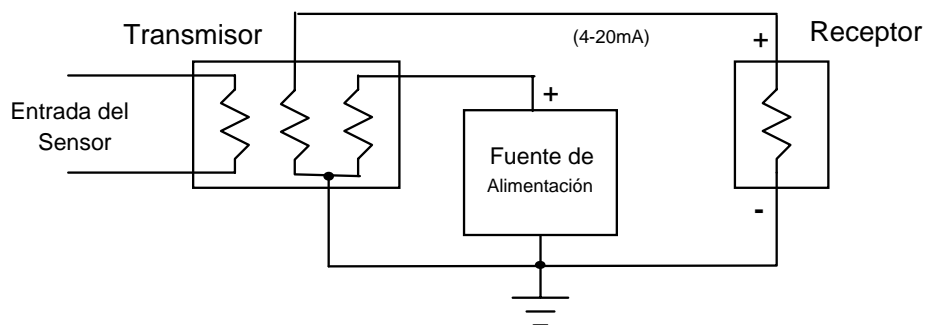 Transmisor
(4-20mA)
+
Receptor
Entrada del
Sensor
+
Fuente de
Alimentación
-